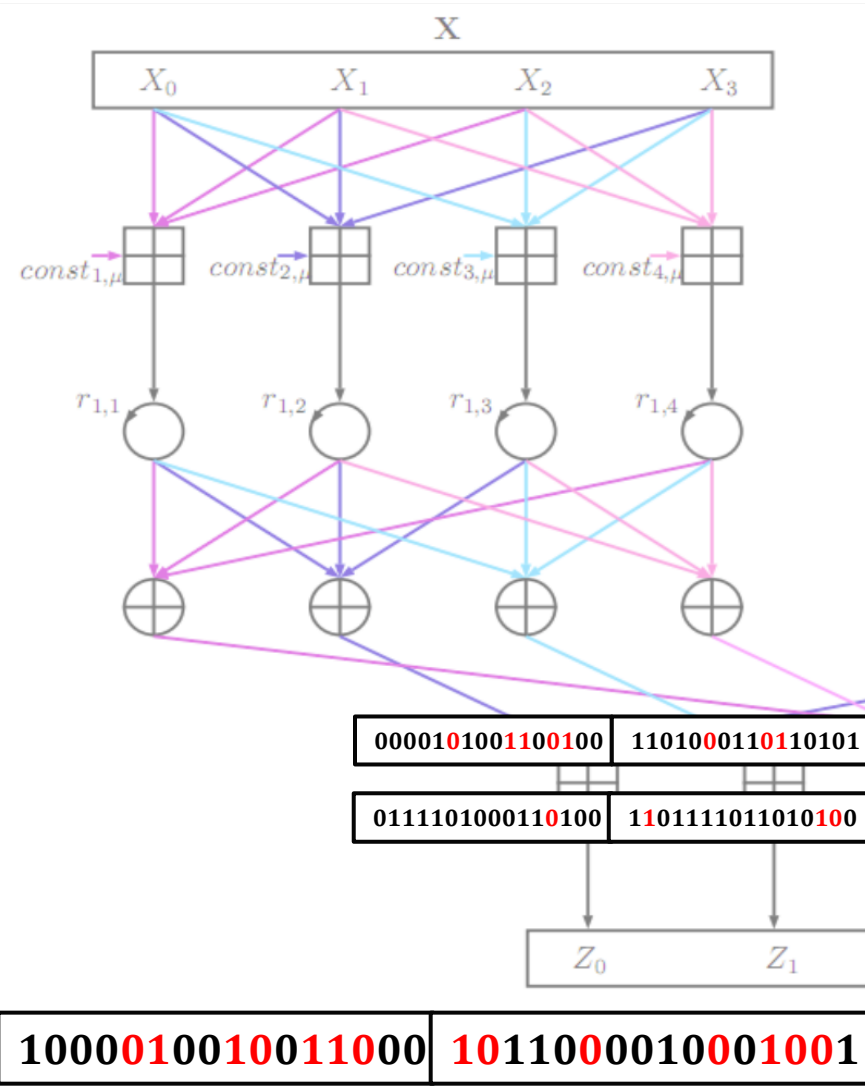 X
X₀ X₁ X₂ X₃
const₁,μ const₂,μ const₃,μ const₄,μ
r₁,₁ r₁,₂ r₁,₃ r₁,₄
0000101001100100 1101000110110101
0111101000110100 1101111011010100
Z₀ Z₁
1000010010011000 1011000010001001